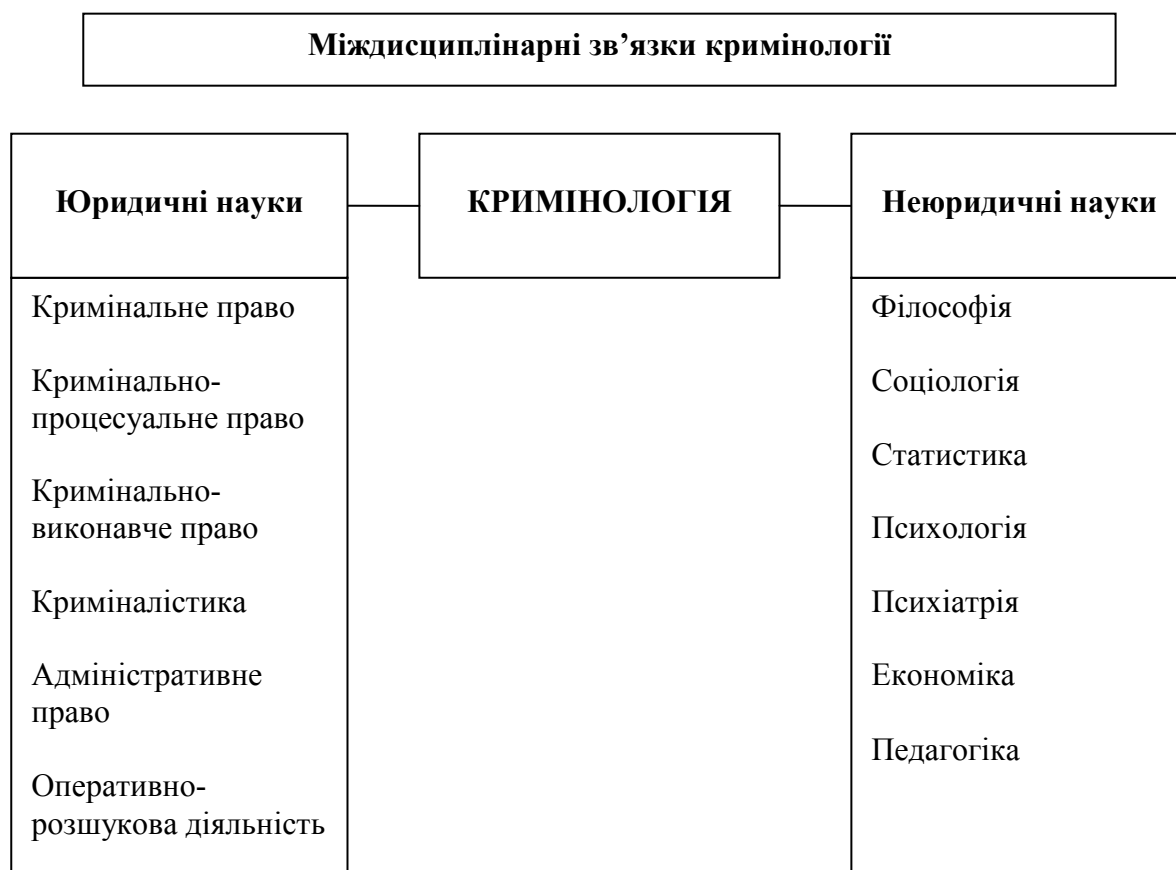 Міждисциплінарні зв’язки кримінології
Юридичні науки
КРИМІНОЛОГІЯ
Неюридичні науки
Кримінальне право
Кримінально-
процесуальне право
Кримінально-
виконавче право
Криміналістика
Адміністративне
право
Оперативно-
розшукова діяльність
Філософія
Соціологія
Статистика
Психологія
Психіатрія
Економіка
Педагогіка